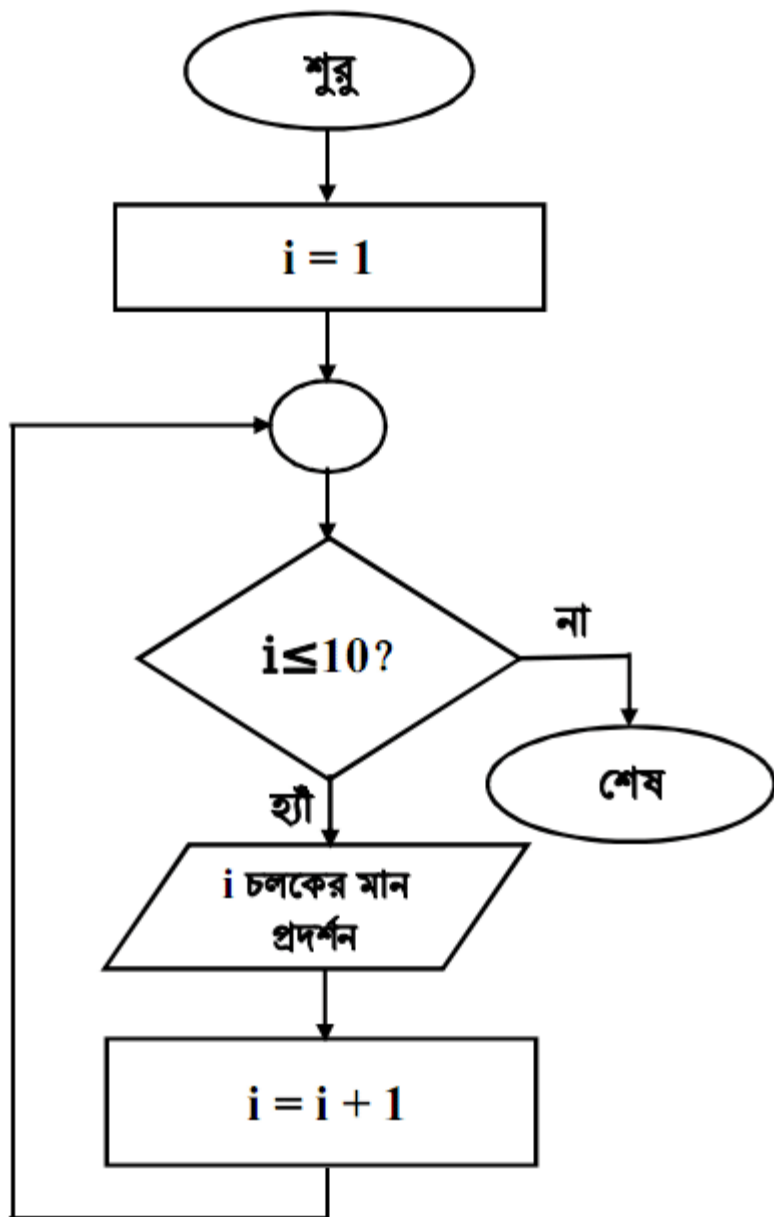 শুরু
i = 1
i≤10?
না
শেষ
হ্যাঁ
i চলকের মান
প্রদর্শন
i = i + 1